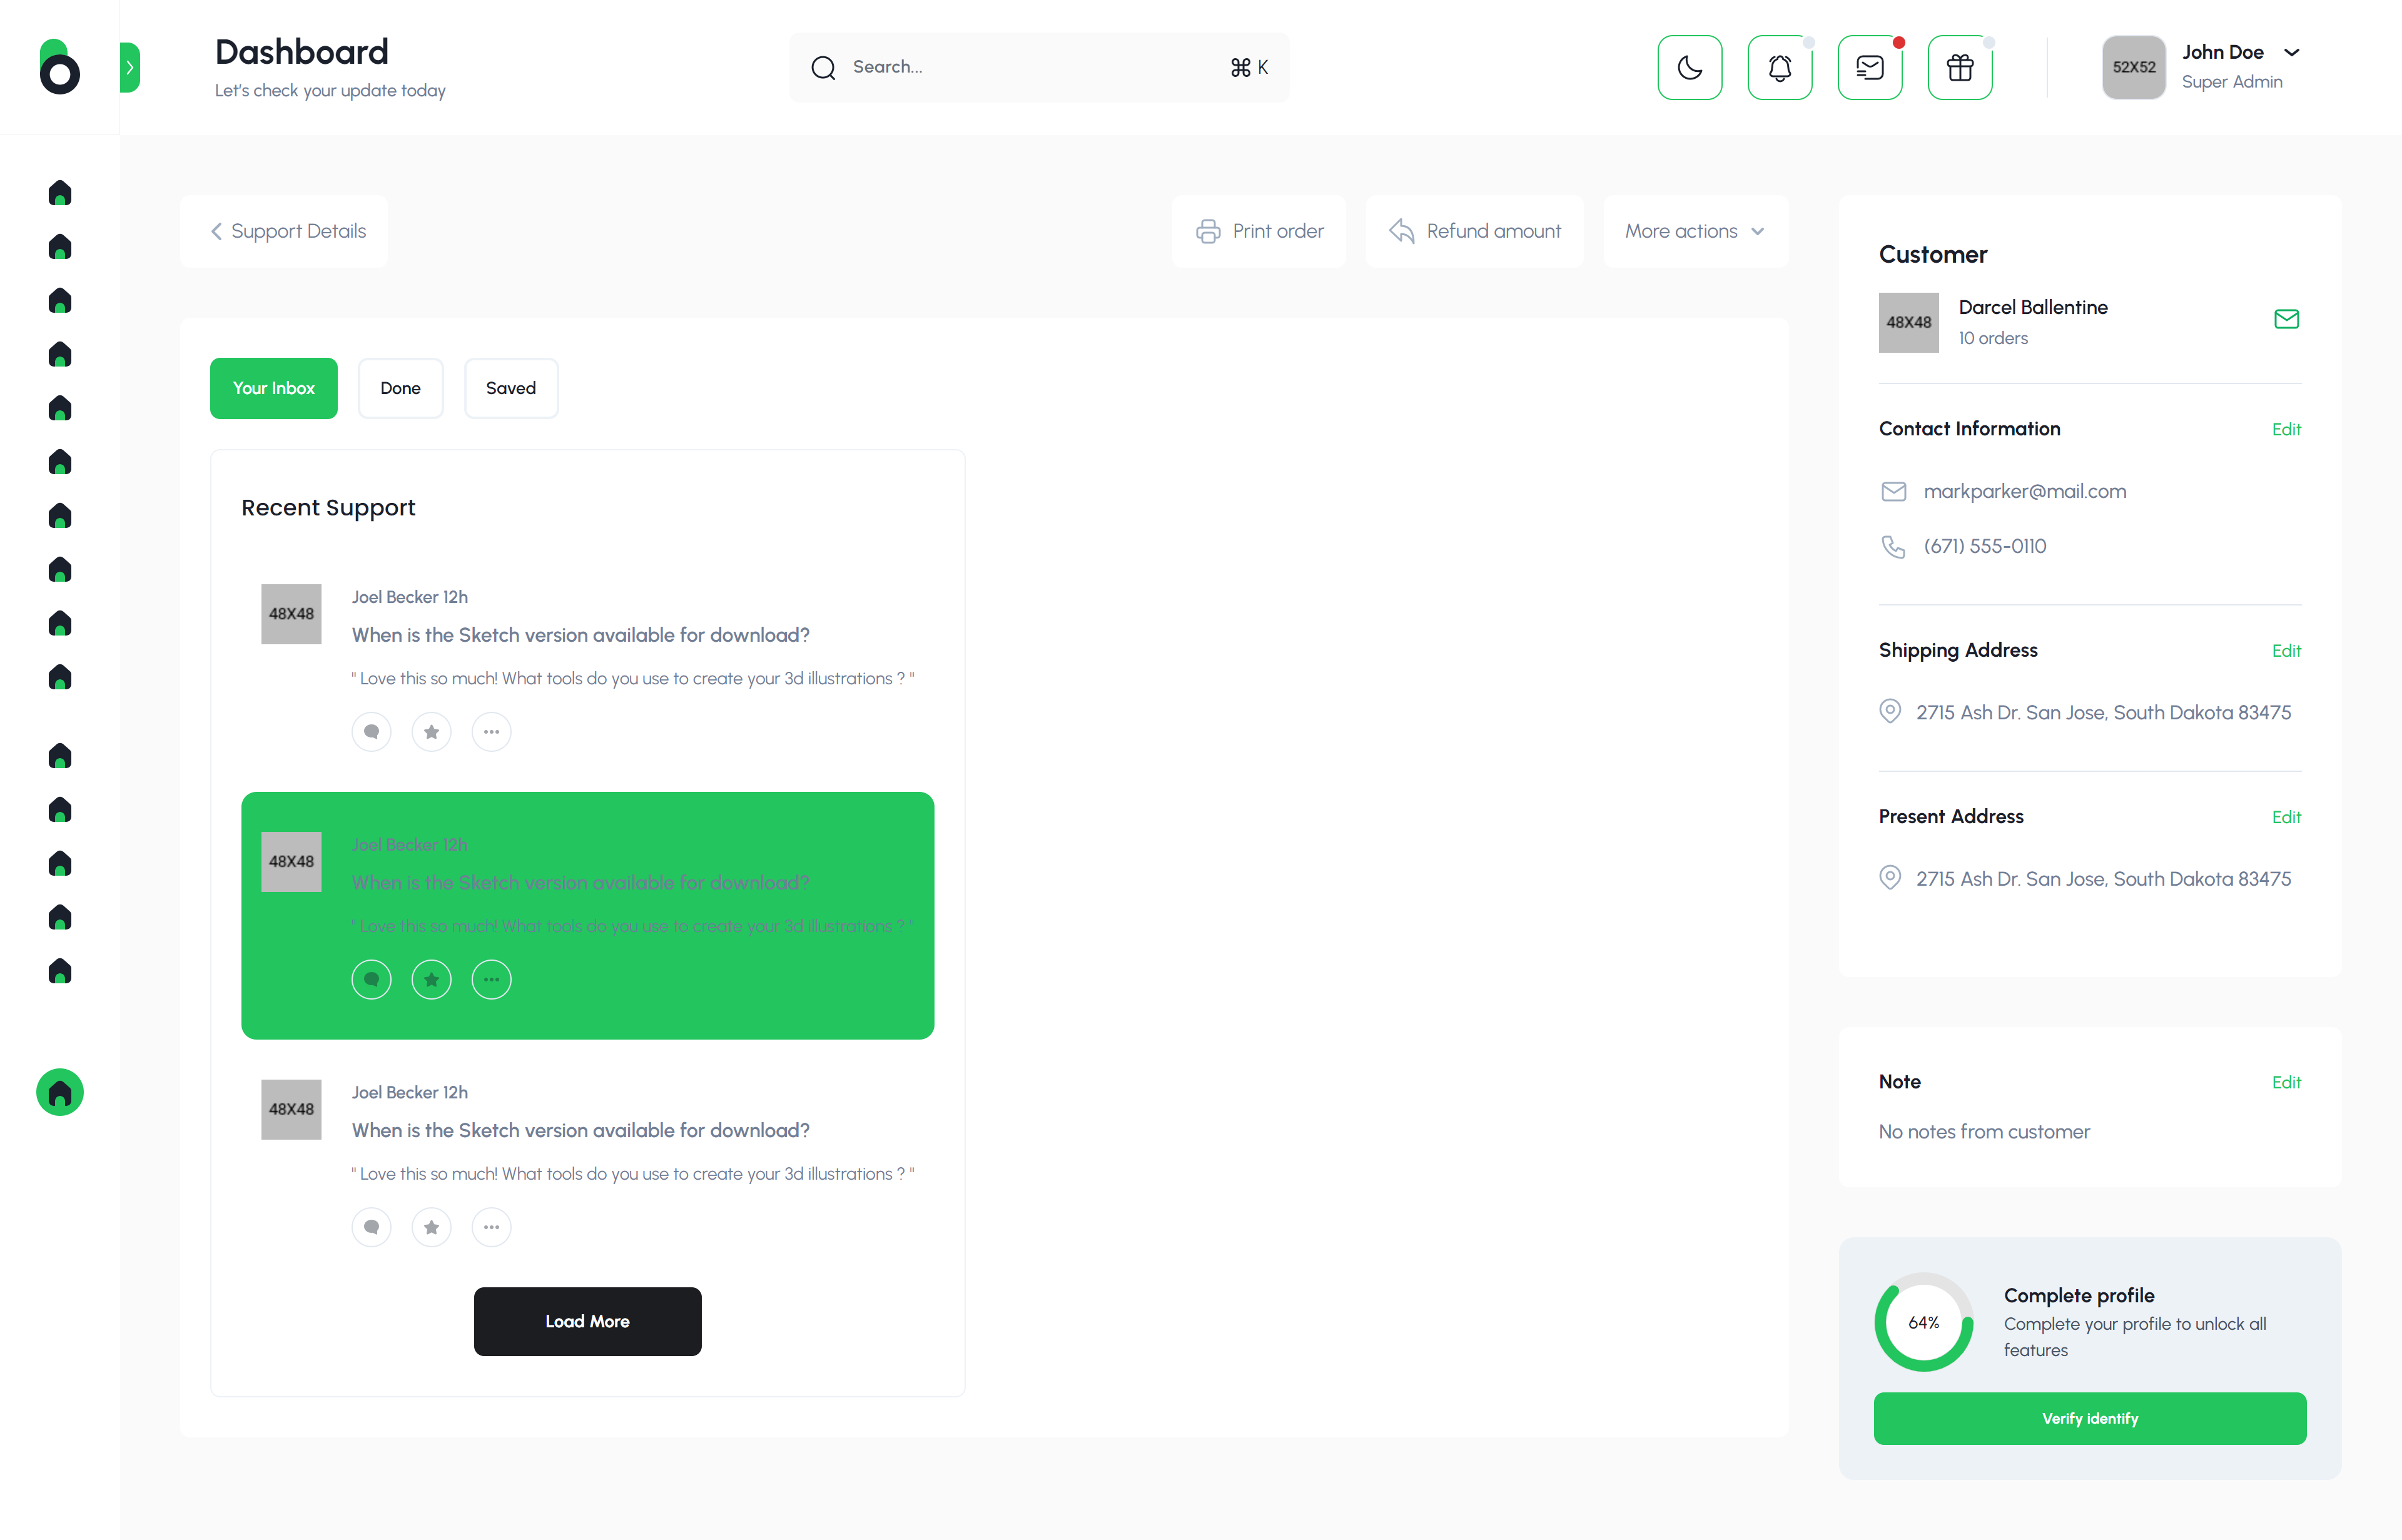 Dashboard
Let's check your update today
Search...
⌘ K
52X52
John Doe
Super Admin
Support Details
Print order
Refund amount
More actions
Your Inbox
Done
Saved
Recent Support
48X48
Joel Becker 12h
When is the Sketch version available for download?
" Love this so much! What tools do you use to create your 3d illustrations ? "
48X48
Joel Becker 12h
When is the Sketch version available for download?
" Love this so much! What tools do you use to create your 3d illustrations ? "
48X48
Joel Becker 12h
When is the Sketch version available for download?
" Love this so much! What tools do you use to create your 3d illustrations ? "
Load More
Customer
48X48
Darcel Ballentine
10 orders
Contact Information
Edit
markparker@mail.com
(671) 555-0110
Shipping Address
Edit
2715 Ash Dr. San Jose, South Dakota 83475
Present Address
Edit
2715 Ash Dr. San Jose, South Dakota 83475
Note
Edit
No notes from customer
64%
Complete profile
Complete your profile to unlock all
features
Verify identify